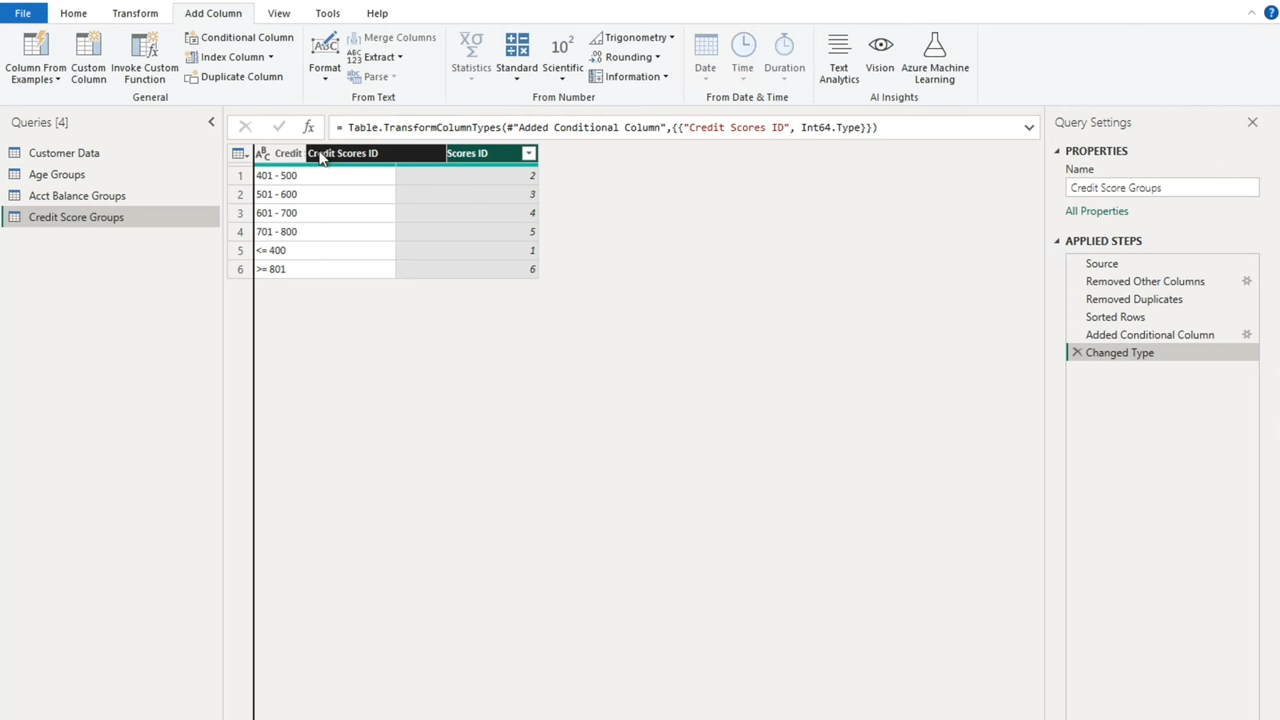 File Home Transform Add Column View Tools Help
Column From Examples
Custom Column
Invoke Custom Function
Conditional Column
Index Column
Duplicate Column
General
Format
Merge Columns
Extract
Parse
From Text
Statistics
Standard
Scientific
Trigonometry
Rounding
Information
From Number
Date
Time
Duration
From Date & Time
Text Analytics
Vision
Azure Machine Learning
AI Insights
Queries [4]
Customer Data
Age Groups
Acct Balance Groups
Credit Score Groups
= Table.TransformColumnTypes(#"Added Conditional Column",{{"Credit Scores ID", Int64.Type}})
Credit Credit Scores ID Scores ID
1 401 - 500 2
2 501 - 600 3
3 601 - 700 4
4 701 - 800 5
5 <= 400 1
6 >= 801 6
Query Settings
PROPERTIES
Name
Credit Score Groups
All Properties
APPLIED STEPS
Source
Removed Other Columns
Removed Duplicates
Sorted Rows
Added Conditional Column
Changed Type